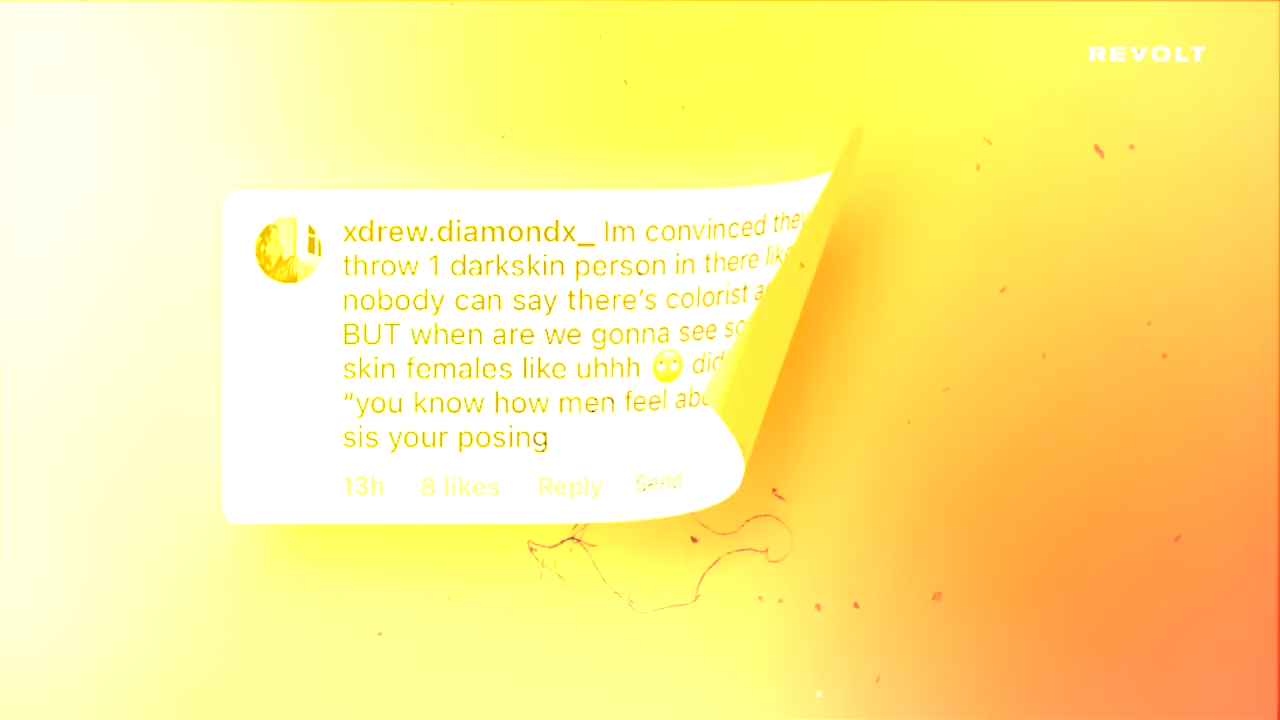 REVOLT
xdrew.diamondx_ Im convinced they
throw 1 darkskin person in there like
nobody can say there's colorist
BUT when are we gonna see
skin females like uhhh 🙄 did
"you know how men feel
sis your posing
13h 8 likes Reply Send